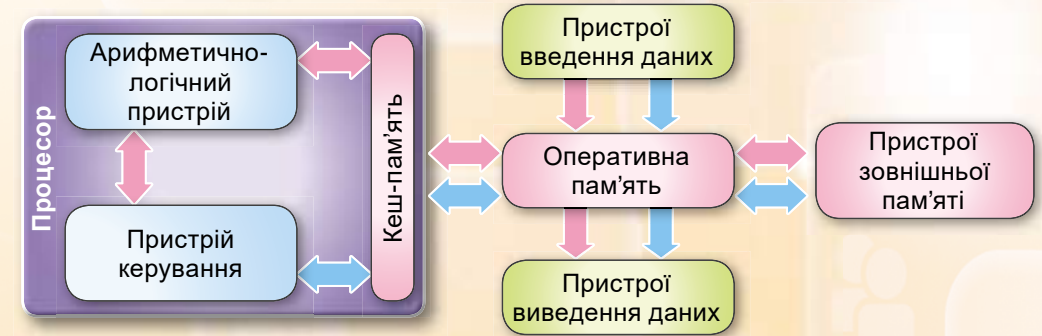 Процесор
Арифметично-
логічний
пристрій
Пристрій
керування
Кеш-пам’ять
Пристрої
введення даних
Оперативна
пам’ять
Пристрої
виведення даних
Пристрої
зовнішньої
пам’яті